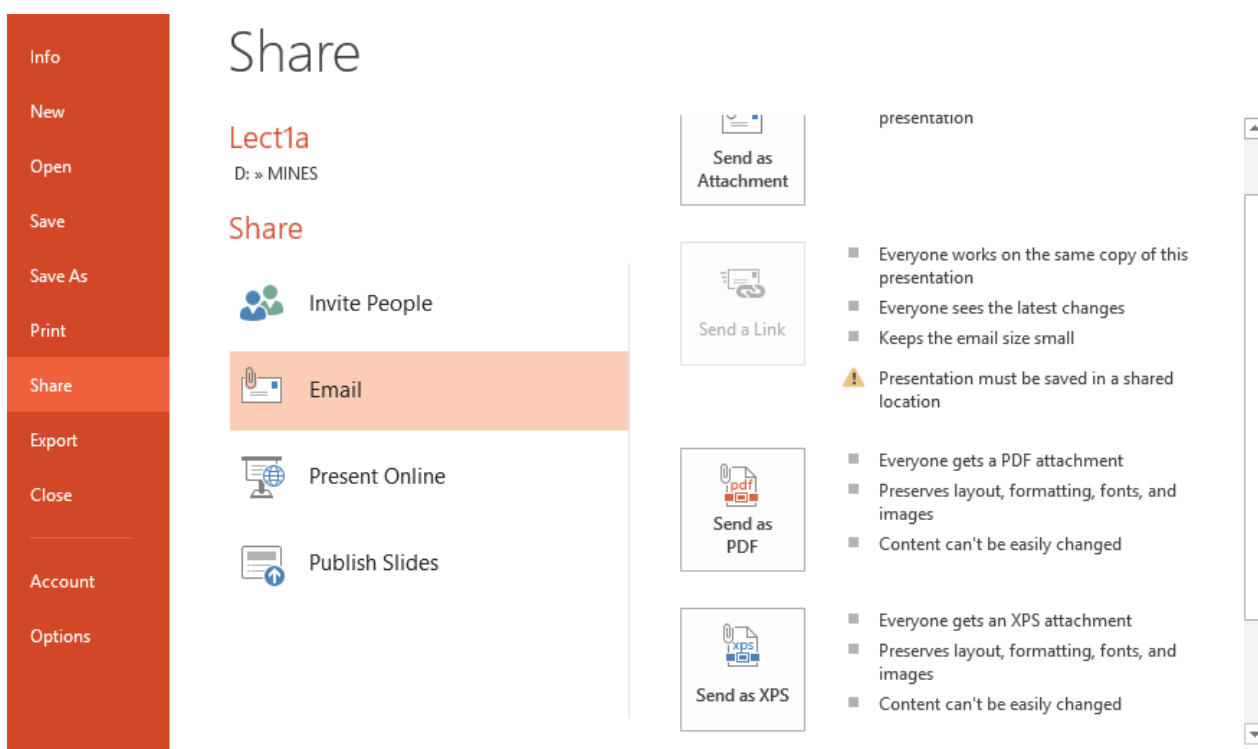 Info
New
Open
Save
Save As
Print
Share
Export
Close
Account
Options
Share
Lect1a
D: » MINES
Share
Invite People
Email
Present Online
Publish Slides
Send as
Attachment
presentation
Send a Link
Everyone works on the same copy of this
presentation
Everyone sees the latest changes
Keeps the email size small
Presentation must be saved in a shared
location
pdf
Send as
PDF
Everyone gets a PDF attachment
Preserves layout, formatting, fonts, and
images
Content can't be easily changed
xps
Send as XPS
Everyone gets an XPS attachment
Preserves layout, formatting, fonts, and
images
Content can't be easily changed